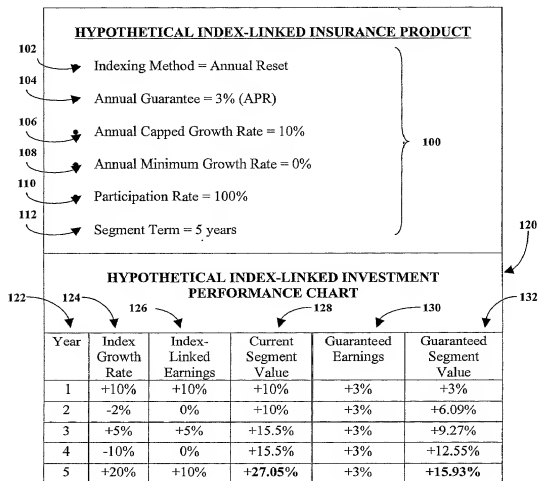 HYPOTHETICAL INDEX-LINKED INSURANCE PRODUCT
102
Indexing Method = Annual Reset
104
Annual Guarantee = 3% (APR)
106
Annual Capped Growth Rate = 10%
100
108
Annual Minimum Growth Rate = 0%
110
Participation Rate = 100%
112
Segment Term = 5 years
120
HYPOTHETICAL INDEX-LINKED INVESTMENT
PERFORMANCE CHART
122 124 126 128 130 132
Year Index Growth Rate Index-Linked Earnings Current Segment Value Guaranteed Earnings Guaranteed Segment Value
1 +10% +10% +10% +3% +3%
2 -2% 0% +10% +3% +6.09%
3 +5% +5% +15.5% +3% +9.27%
4 -10% 0% +15.5% +3% +12.55%
5 +20% +10% +27.05% +3% +15.93%